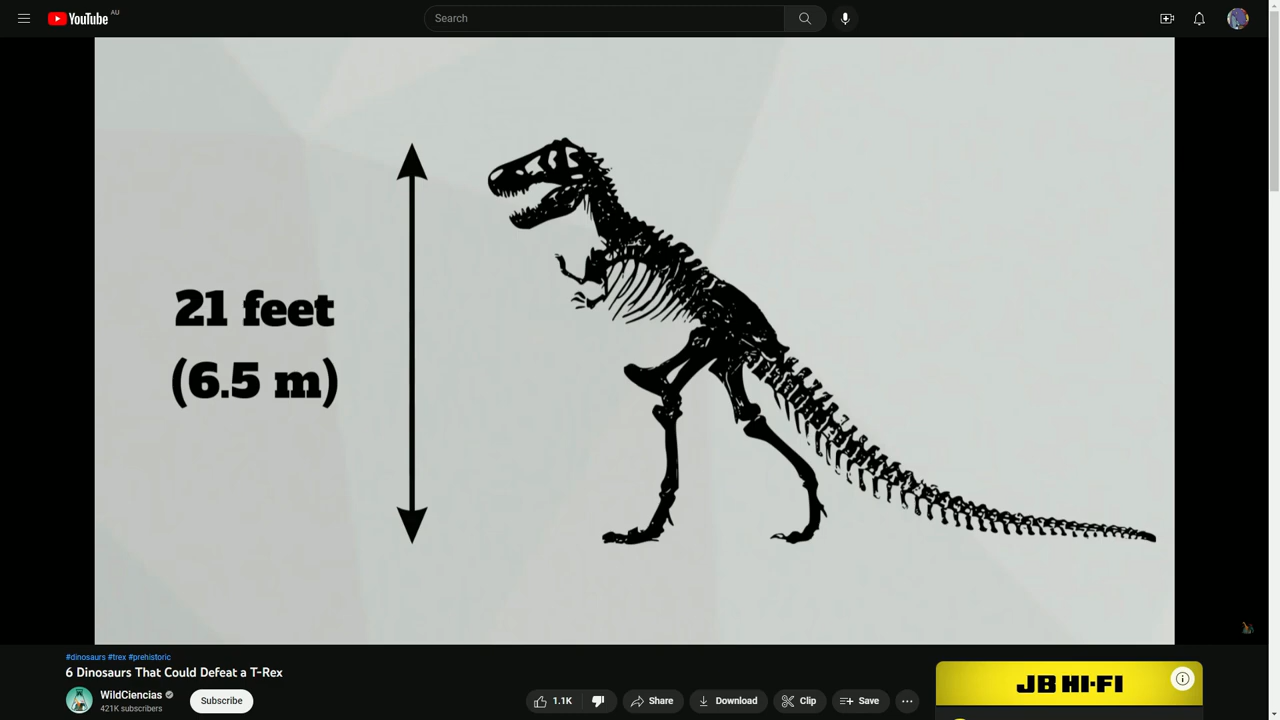 YouTube AU
Search
21 feet
(6.5 m)
#dinosaurs #trex #prehistoric
6 Dinosaurs That Could Defeat a T-Rex
WildCiencias
421K subscribers
Subscribe
1.1K
Share
Download
Clip
Save
JB HI-FI